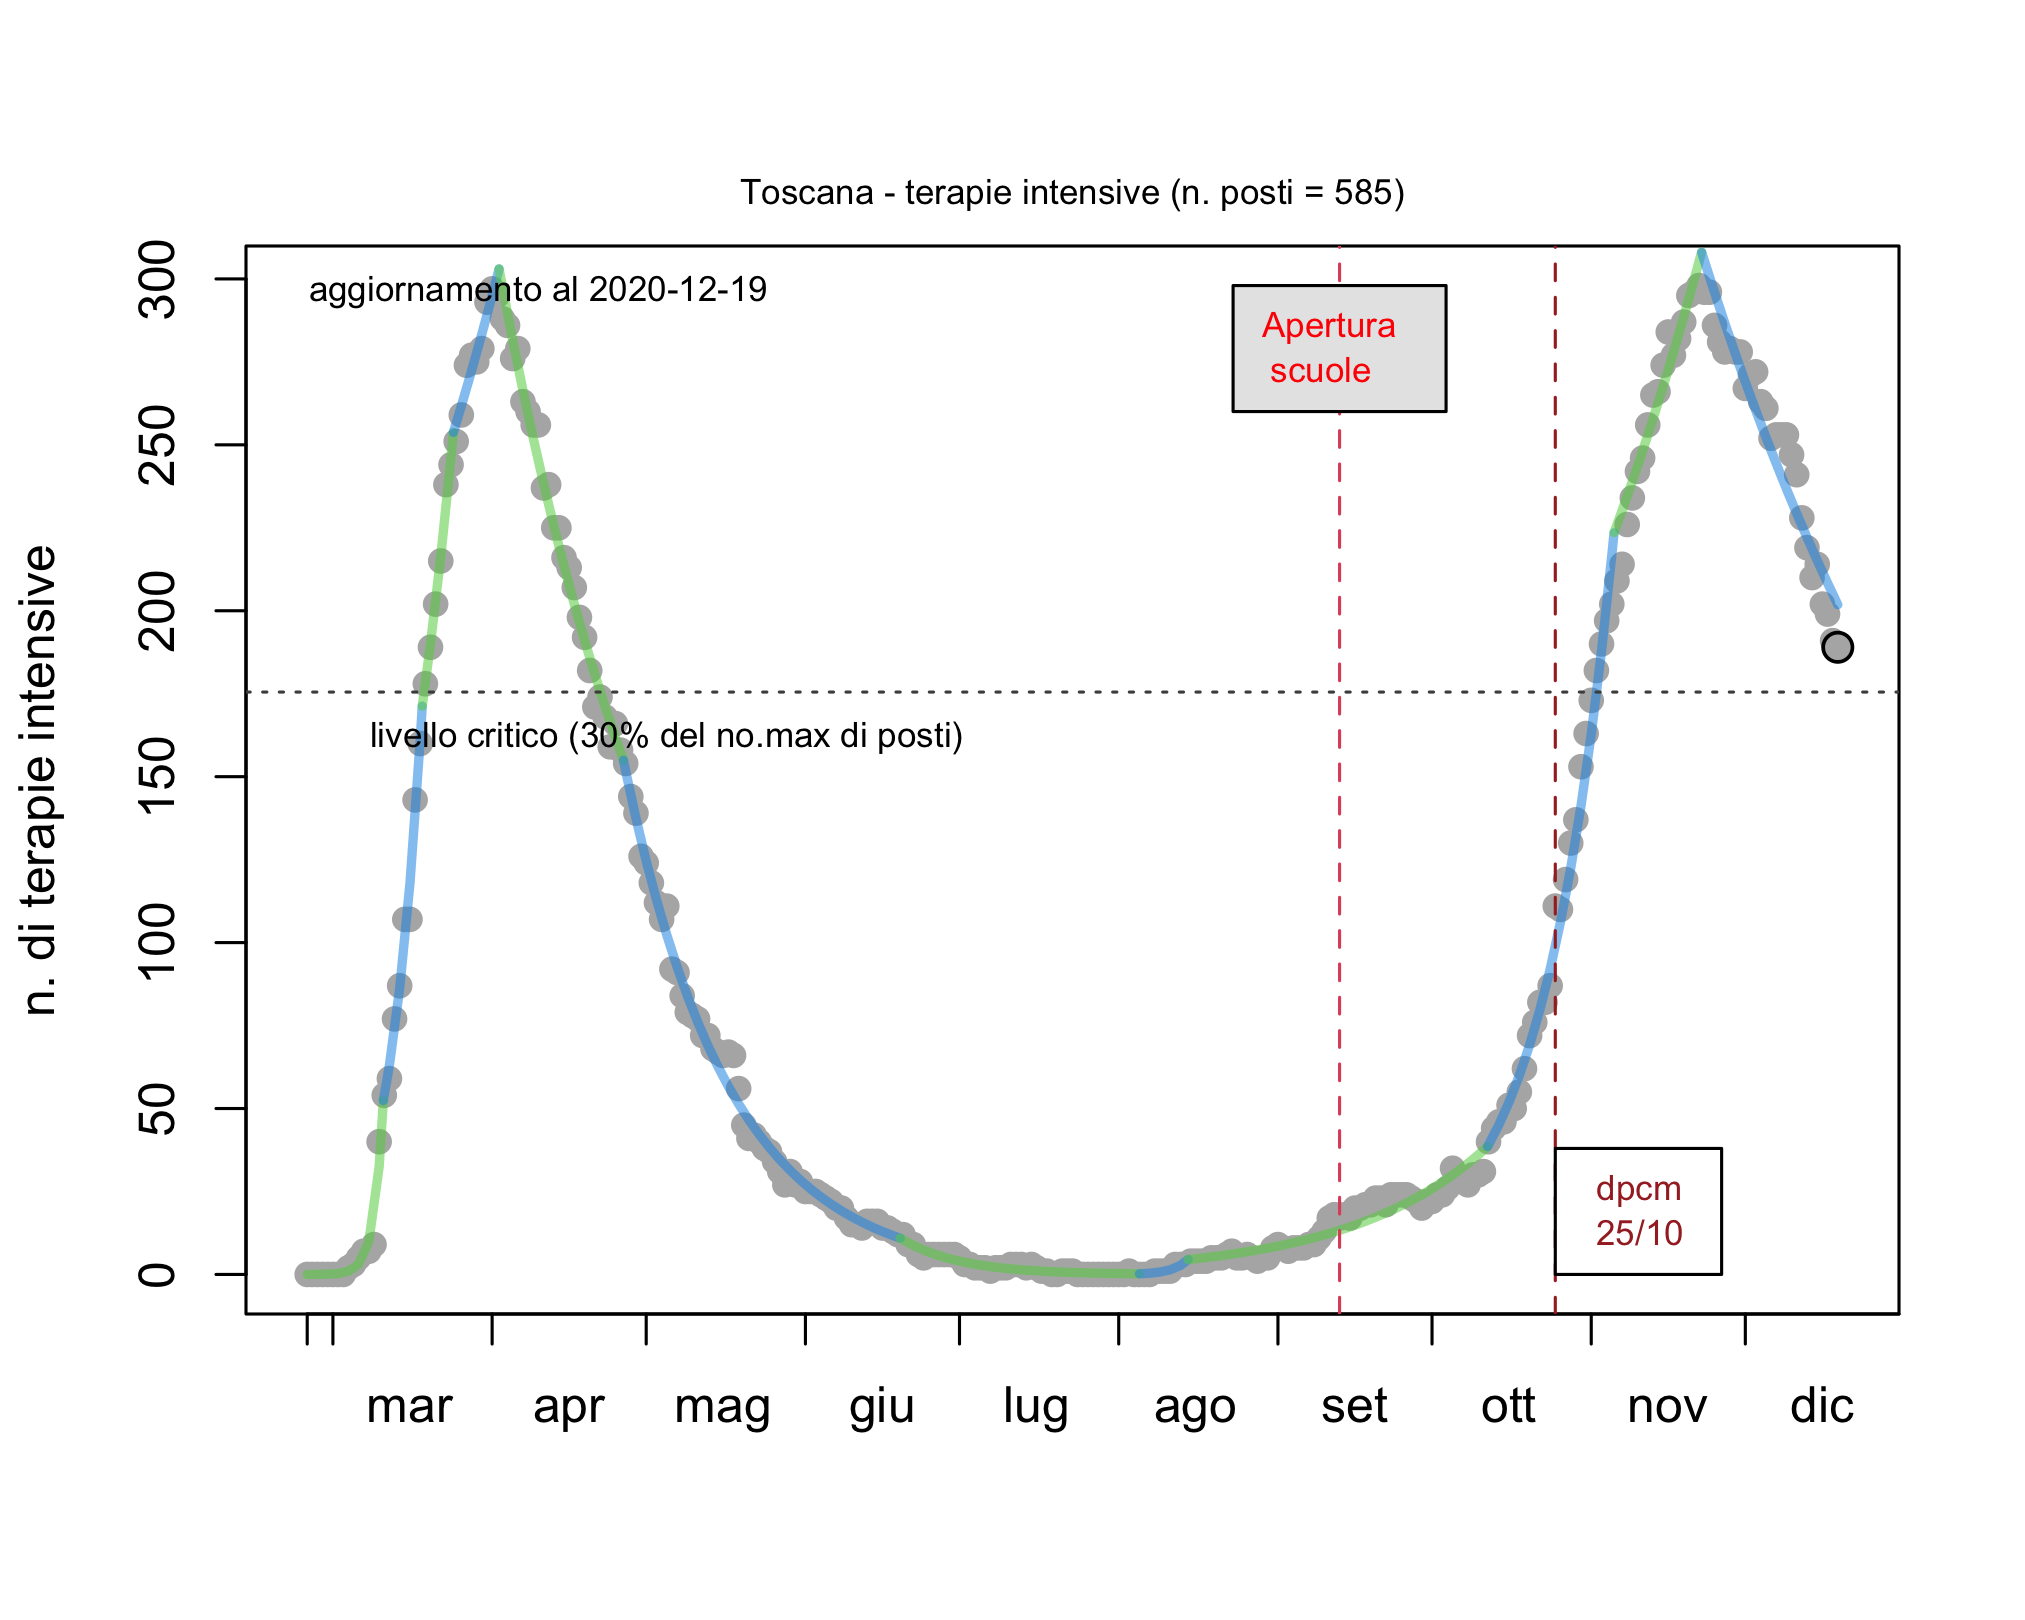 Toscana - terapie intensive (n. posti = 585)
aggiornamento al 2020-12-19
Apertura
scuole
livello critico (30% del no.max di posti)
dpcm
25/10
n. di terapie intensive
300
250
200
150
100
50
0
mar apr mag giu lug ago set ott nov dic